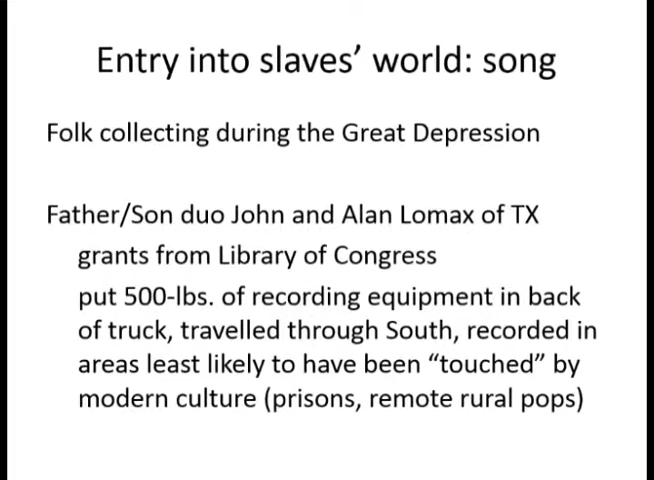 Entry into slaves’ world: song
Folk collecting during the Great Depression
Father/Son duo John and Alan Lomax of TX
grants from Library of Congress
put 500-lbs. of recording equipment in back
of truck, travelled through South, recorded in
areas least likely to have been “touched” by
modern culture (prisons, remote rural pops)